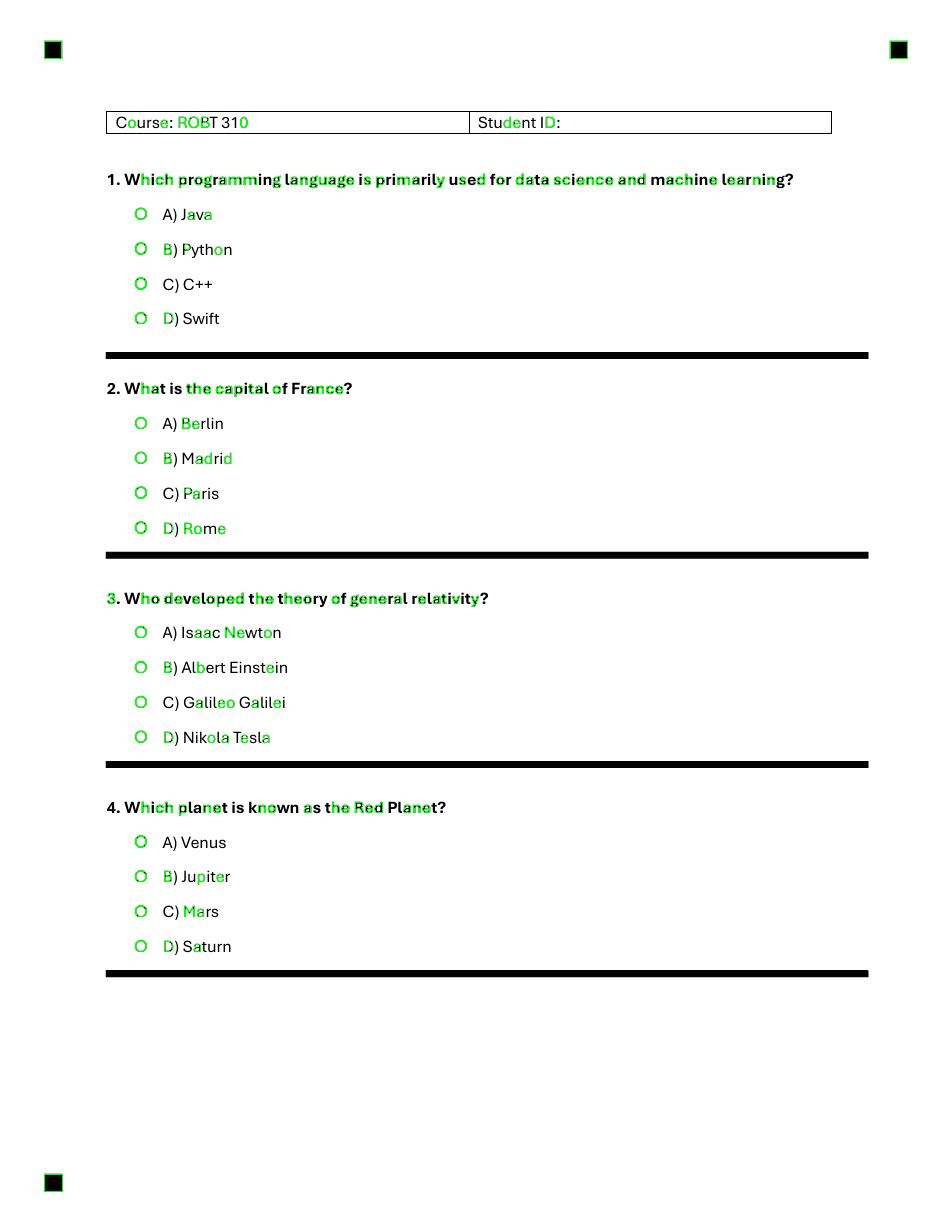 Course: ROBT 310 Student ID:
1. Which programming language is primarily used for data science and machine learning?
A) Java
B) Python
C) C++
D) Swift
2. What is the capital of France?
A) Berlin
B) Madrid
C) Paris
D) Rome
3. Who developed the theory of general relativity?
A) Isaac Newton
B) Albert Einstein
C) Galileo Galilei
D) Nikola Tesla
4. Which planet is known as the Red Planet?
A) Venus
B) Jupiter
C) Mars
D) Saturn